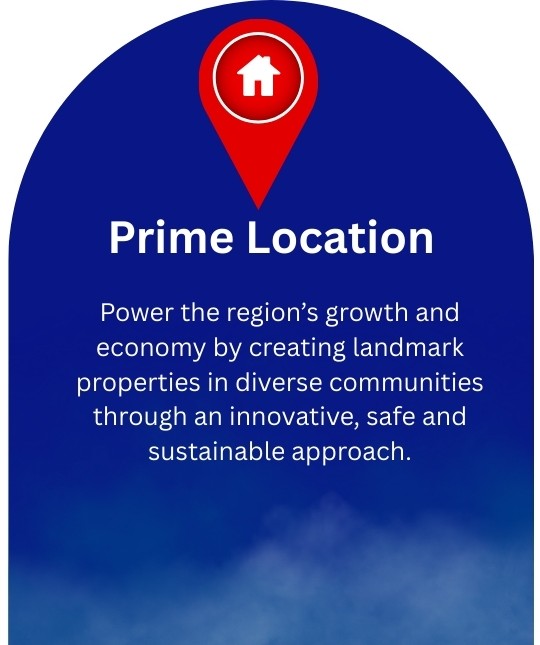 Prime Location
Power the region’s growth and
economy by creating landmark
properties in diverse communities
through an innovative, safe and
sustainable approach.